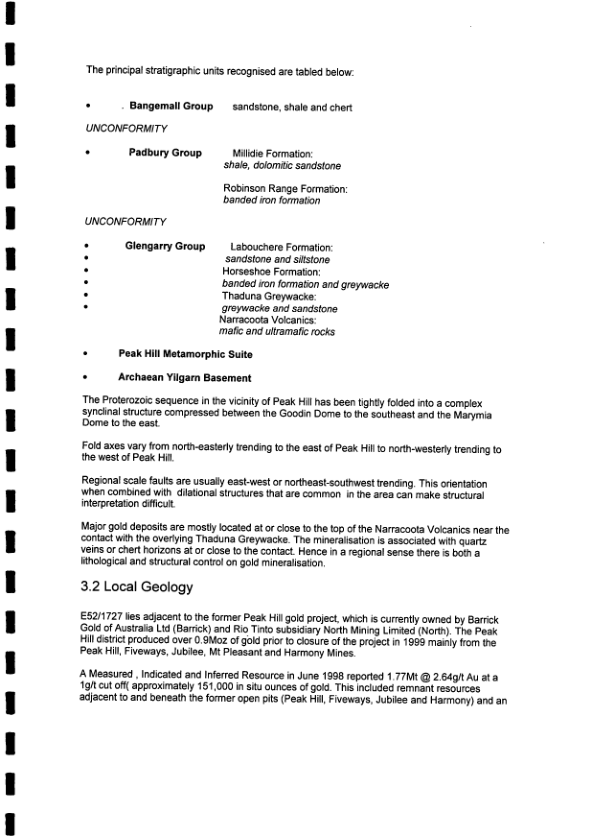 The principal stratigraphic units recognised are tabled below:
• . Bangemall Group sandstone, shale and chert
UNCONFORMITY
• Padbury Group Millidie Formation:
shale, dolomitic sandstone
Robinson Range Formation:
banded iron formation
UNCONFORMITY
• Glengarry Group Labouchere Formation:
• sandstone and siltstone
• Horseshoe Formation:
• banded iron formation and greywacke
• Thaduna Greywacke:
• greywacke and sandstone
Narracoota Volcanics:
mafic and ultramafic rocks
• Peak Hill Metamorphic Suite
• Archaean Yilgarn Basement
The Proterozoic sequence in the vicinity of Peak Hill has been tightly folded into a complex
synclinal structure compressed between the Goodin Dome to the southeast and the Marymia
Dome to the east.
Fold axes vary from north-easterly trending to the east of Peak Hill to north-westerly trending to
the west of Peak Hill.
Regional scale faults are usually east-west or northeast-southwest trending. This orientation
when combined with dilational structures that are common in the area can make structural
interpretation difficult.
Major gold deposits are mostly located at or close to the top of the Narracoota Volcanics near the
contact with the overlying Thaduna Greywacke. The mineralisation is associated with quartz
veins or chert horizons at or close to the contact. Hence in a regional sense there is both a
lithological and structural control on gold mineralisation.
3.2 Local Geology
E52/1727 lies adjacent to the former Peak Hill gold project, which is currently owned by Barrick
Gold of Australia Ltd (Barrick) and Rio Tinto subsidiary North Mining Limited (North). The Peak
Hill district produced over 0.9Moz of gold prior to closure of the project in 1999 mainly from the
Peak Hill, Fiveways, Jubilee, Mt Pleasant and Harmony Mines.
A Measured , Indicated and Inferred Resource in June 1998 reported 1.77Mt @ 2.64g/t Au at a
1g/t cut off( approximately 151,000 in situ ounces of gold. This included remnant resources
adjacent to and beneath the former open pits (Peak Hill, Fiveways, Jubilee and Harmony) and an